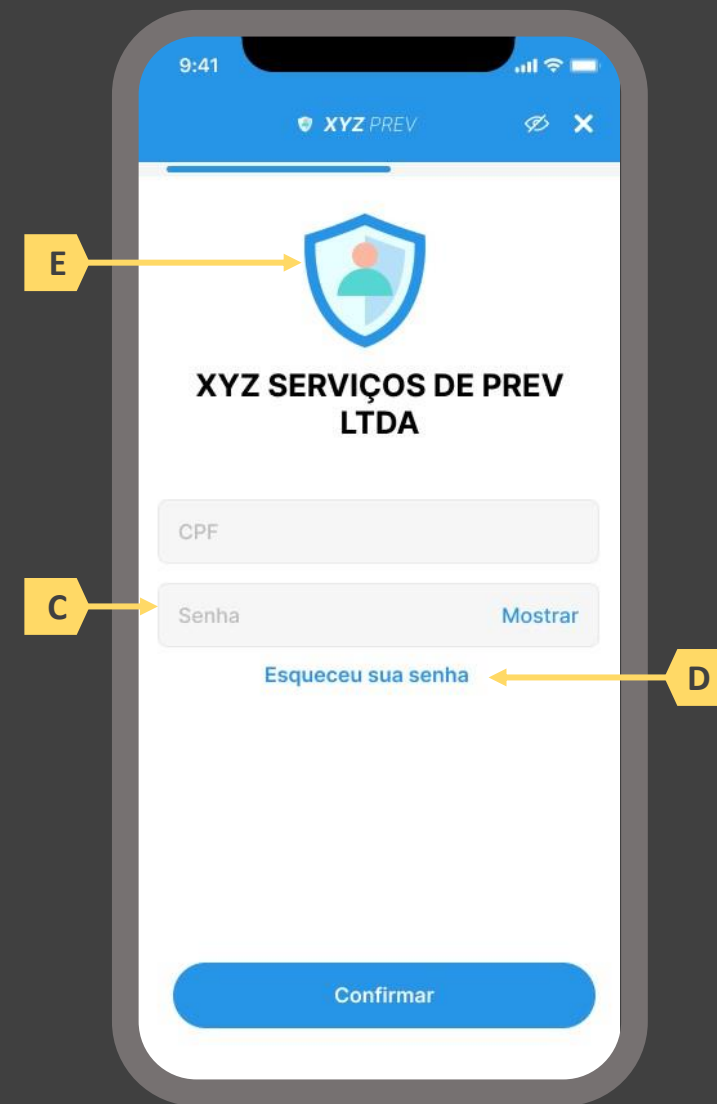 9:41
XYZ PREV
E
XYZ SERVIÇOS DE PREV
LTDA
CPF
C
Senha Mostrar
Esqueceu sua senha
D
Confirmar